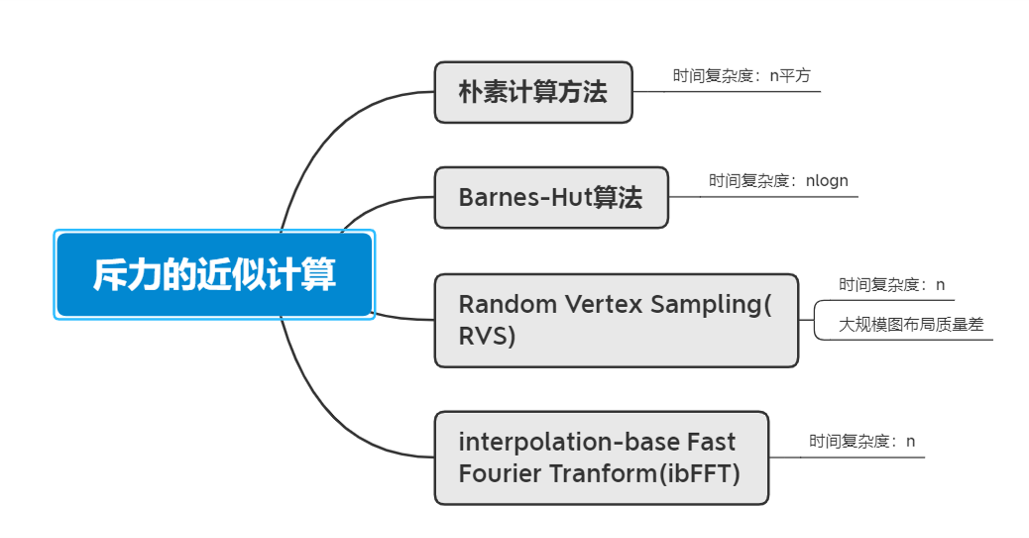 斥力的近似计算
朴素计算方法
时间复杂度：n平方
Barnes-Hut算法
时间复杂度：nlogn
Random Vertex Sampling(
RVS)
时间复杂度：n
大规模图布局质量差
interpolation-base Fast
Fourier Tranform(ibFFT)
时间复杂度：n